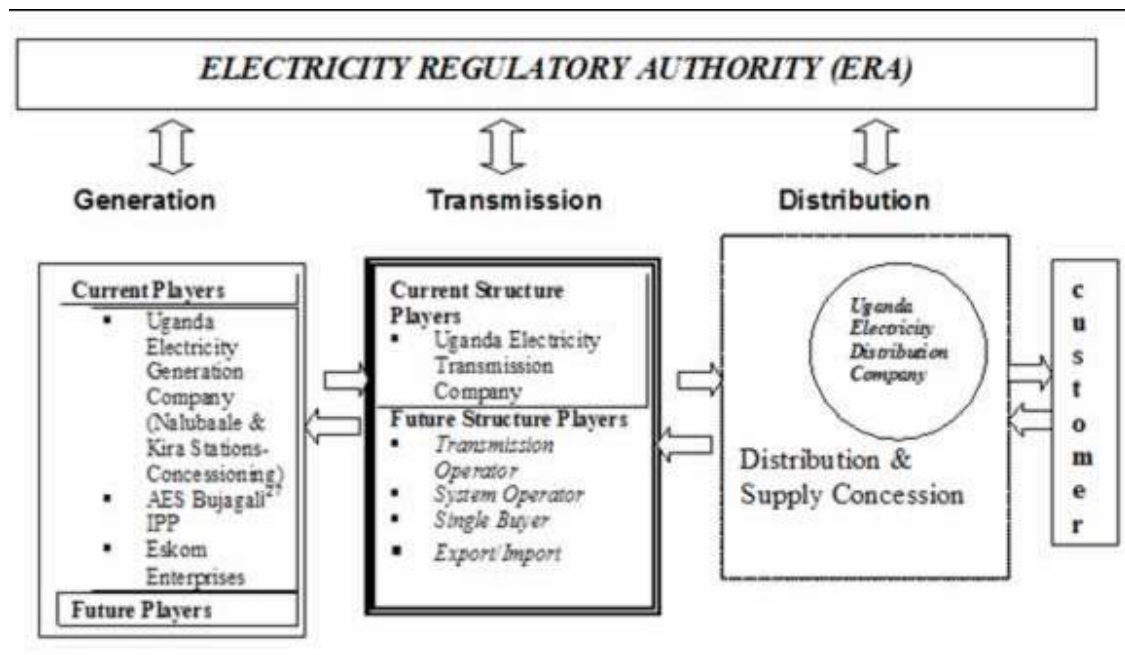 ELECTRICITY REGULATORY AUTHORITY (ERA)
Generation
Transmission
Distribution
Current Players
▪ Uganda
Electricity
Generation
Company
(Nalubaale &
Kira Stations-
Concessioning)
▪ AES Bujagali27
IPP
▪ Eskom
Enterprises
Future Players
Current Structure
Players
▪ Uganda Electricity
Transmission
Company
Future Structure Players
▪ Transmission
Operator
▪ System Operator
▪ Single Buyer
▪ Export/Import
Uganda
Electricity
Distribution
Company
Distribution &
Supply Concession
c
u
s
t
o
m
e
r